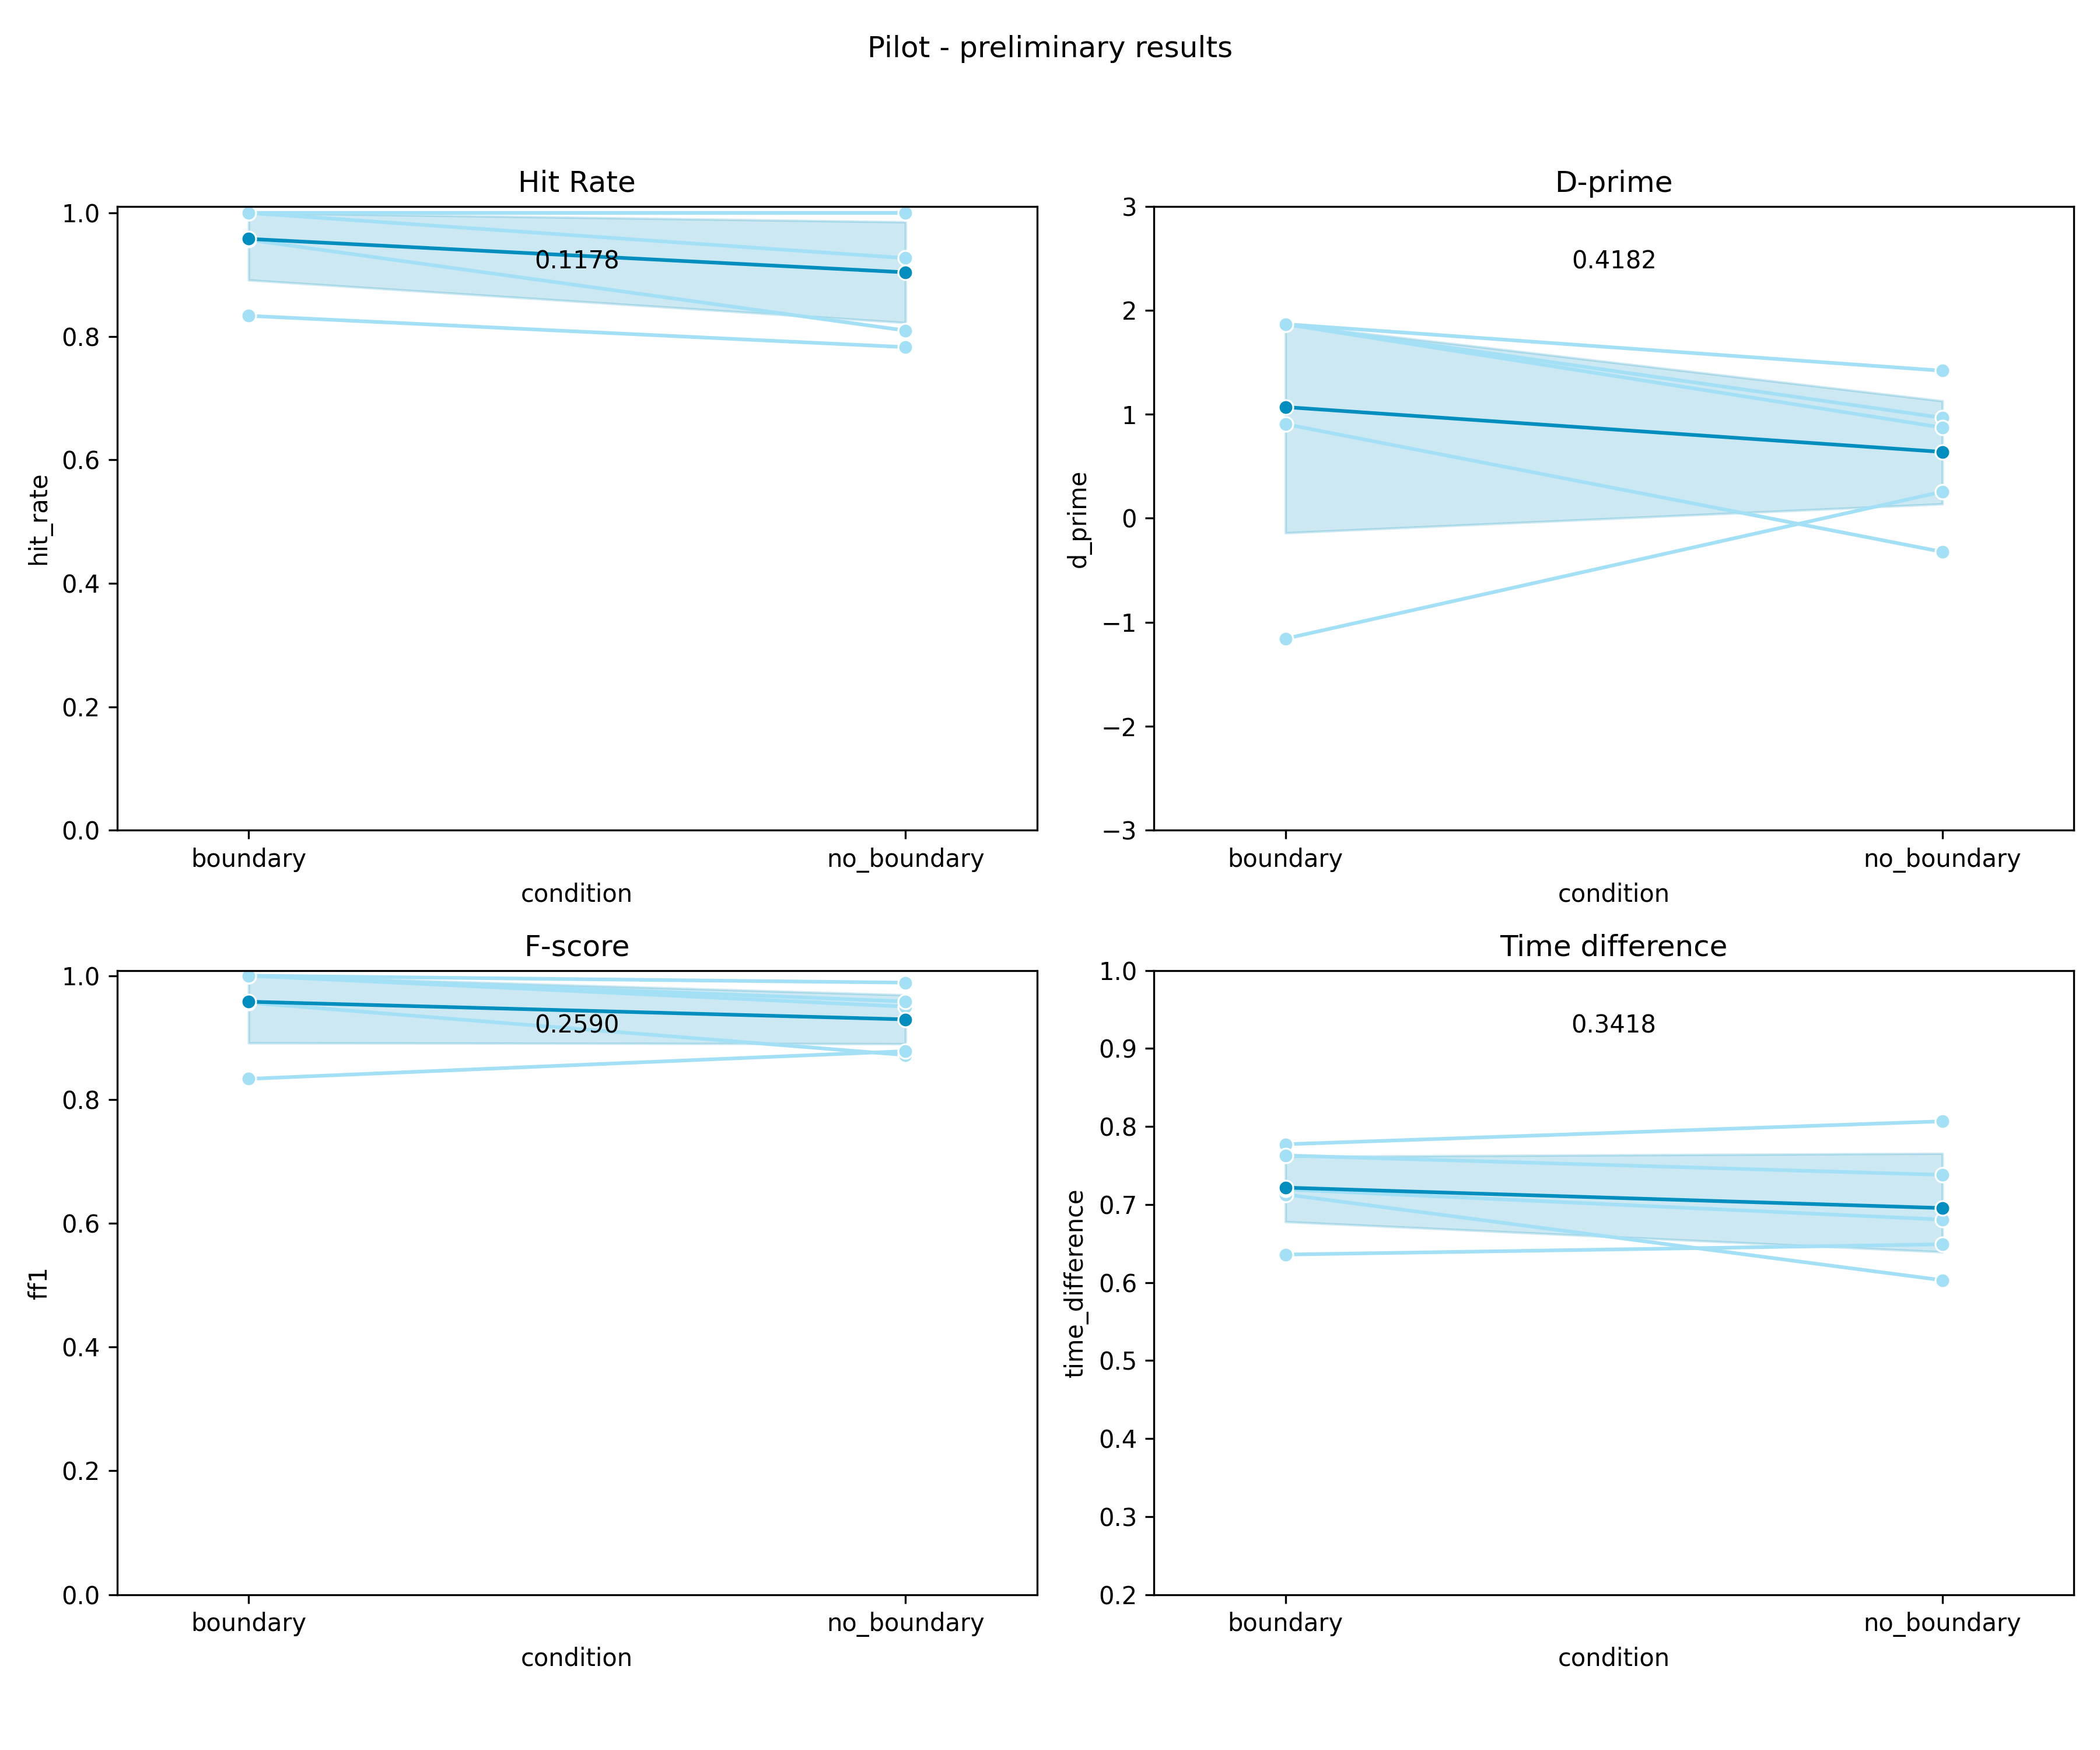 Pilot - preliminary results
Hit Rate
1.0
0.8
0.6
0.4
0.2
0.0
hit_rate
0.1178
boundary
no_boundary
condition
D-prime
3
2
1
0
−1
−2
−3
d_prime
0.4182
boundary
no_boundary
condition
F-score
1.0
0.8
0.6
0.4
0.2
0.0
ff1
0.2590
boundary
no_boundary
condition
Time difference
1.0
0.9
0.8
0.7
0.6
0.5
0.4
0.3
0.2
time_difference
0.3418
boundary
no_boundary
condition